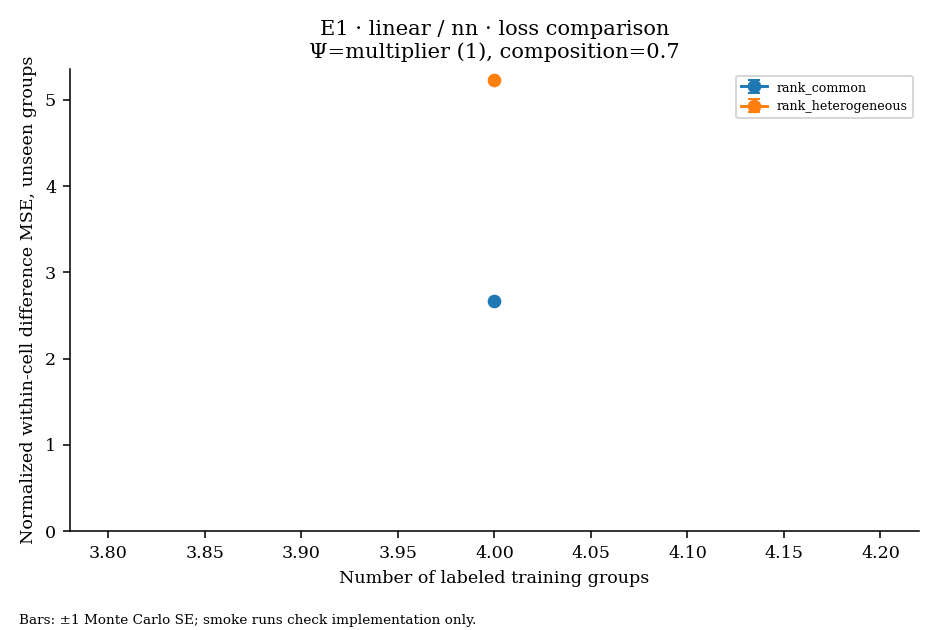 E1 · linear / nn · loss comparison
Ψ=multiplier (1), composition=0.7
Normalized within-cell difference MSE, unseen groups
5
4
3
2
1
0
rank_common
rank_heterogeneous
3.80 3.85 3.90 3.95 4.00 4.05 4.10 4.15 4.20
Number of labeled training groups
Bars: ±1 Monte Carlo SE; smoke runs check implementation only.